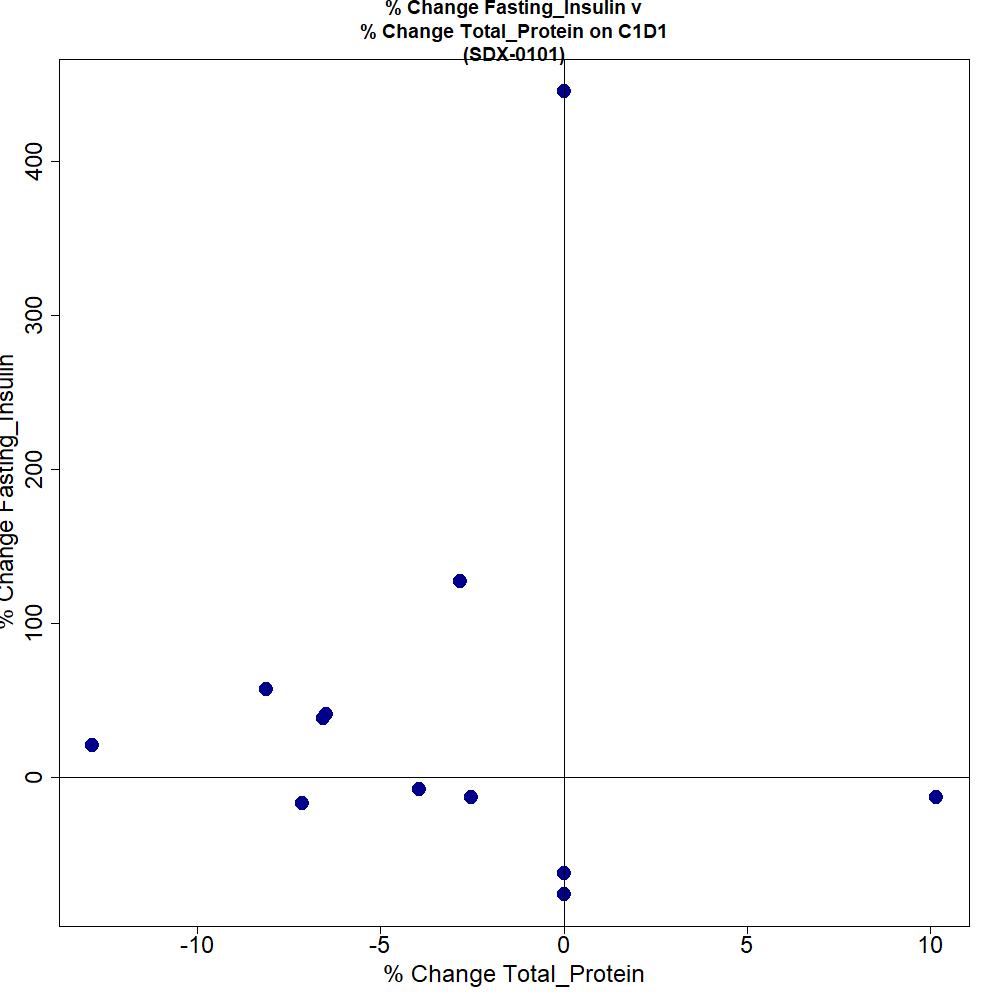 % Change Fasting_Insulin v
% Change Total_Protein on C1D1
(SDX-0101)
400
300
200
100
0
% Change Fasting_Insulin
-10
-5
0
5
10
% Change Total_Protein